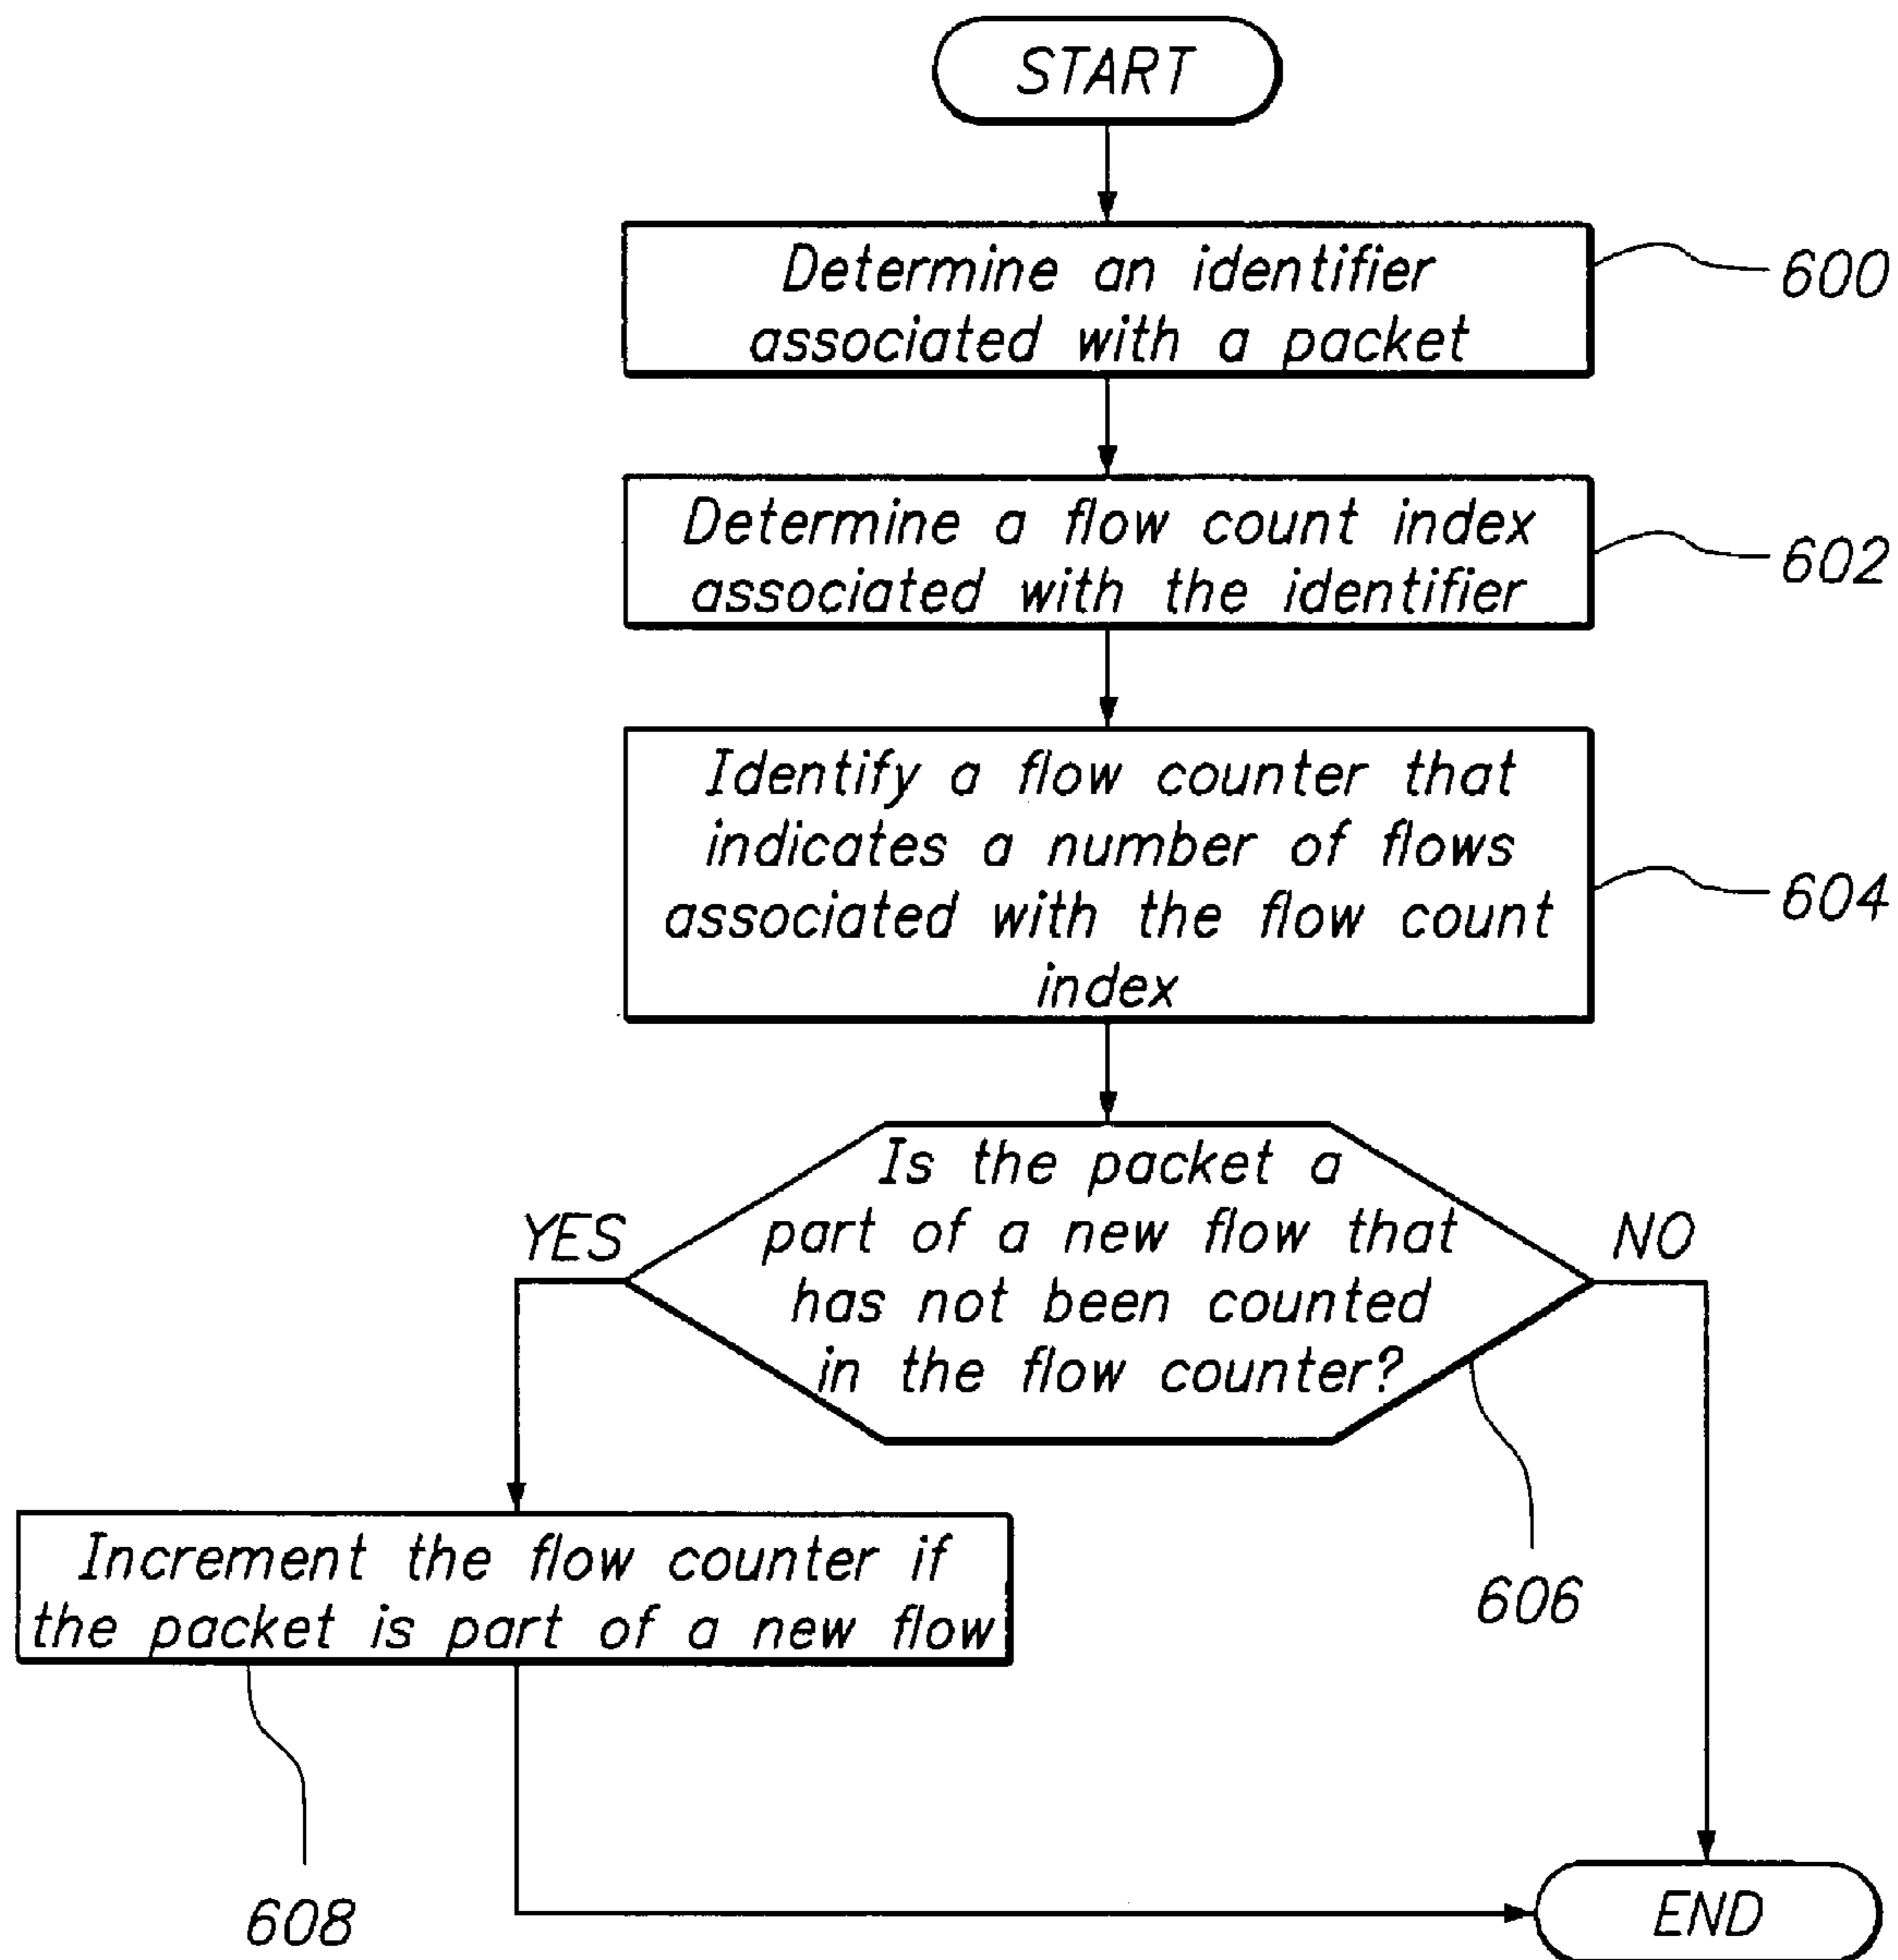 START
Determine an identifier
associated with a packet
600
Determine a flow count index
associated with the identifier
602
Identify a flow counter that
indicates a number of flows
associated with the flow count
index
604
Is the packet a
part of a new flow that
has not been counted
in the flow counter?
YES
NO
606
Increment the flow counter if
the packet is part of a new flow
608
END